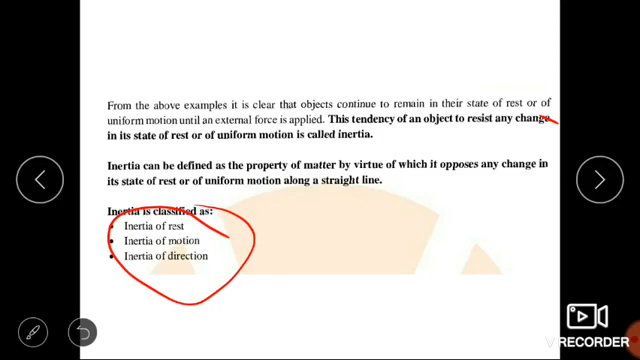 From the above examples it is clear that objects continue to remain in their state of rest or of
uniform motion until an external force is applied. This tendency of an object to resist any change
in its state of rest or of uniform motion is called inertia.
Inertia can be defined as the property of matter by virtue of which it opposes any change in
its state of rest or of uniform motion along a straight line.
Inertia is classified as:
• Inertia of rest
• Inertia of motion
• Inertia of direction
V RECORDER